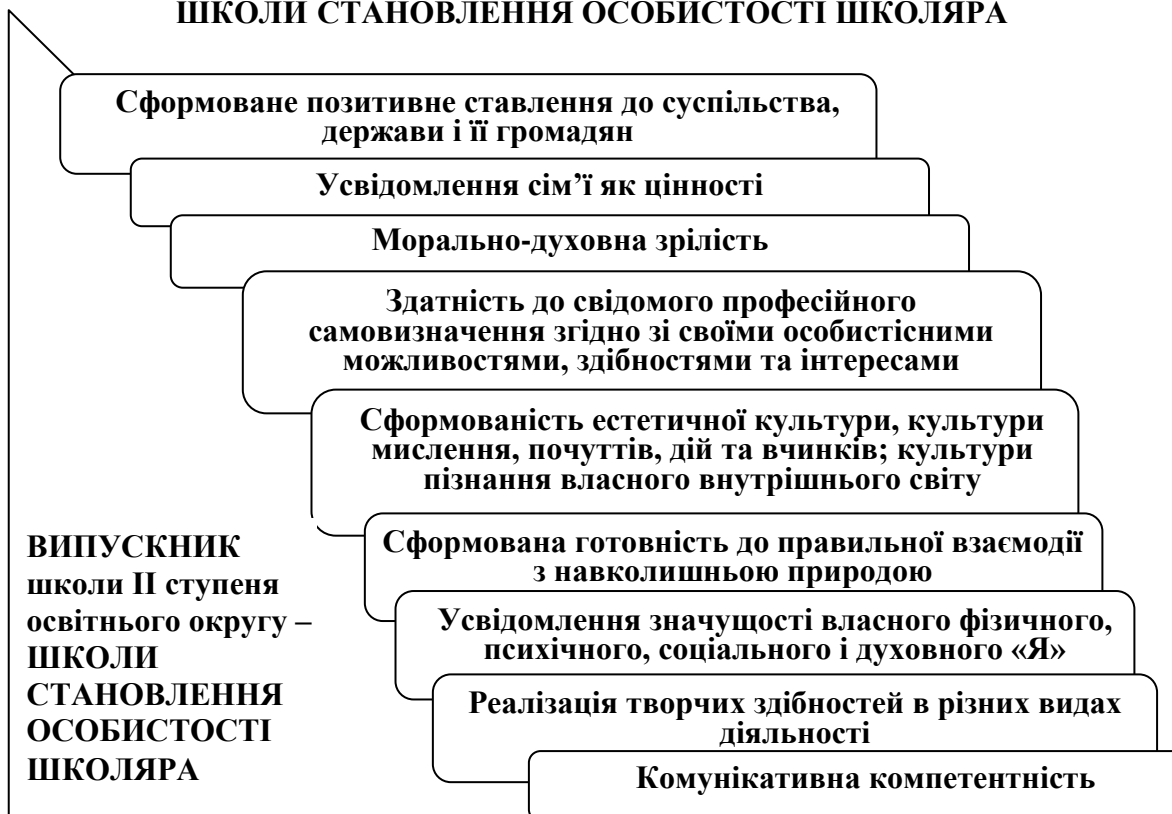 ШКОЛИ СТАНОВЛЕННЯ ОСОБИСТОСТІ ШКОЛЯРА
Сформоване позитивне ставлення до суспільства,
держави і її громадян
Усвідомлення сім’ї як цінності
Морально-духовна зрілість
Здатність до свідомого професійного
самовизначення згідно зі своїми особистісними
можливостями, здібностями та інтересами
Сформованість естетичної культури, культури
мислення, почуттів, дій та вчинків; культури
пізнання власного внутрішнього світу
Сформована готовність до правильної взаємодії
з навколишньою природою
Усвідомлення значущості власного фізичного,
психічного, соціального і духовного «Я»
Реалізація творчих здібностей в різних видах
діяльності
Комунікативна компетентність
ВИПУСКНИК
школи ІІ ступеня
освітнього округу –
ШКОЛИ
СТАНОВЛЕННЯ
ОСОБИСТОСТІ
ШКОЛЯРА